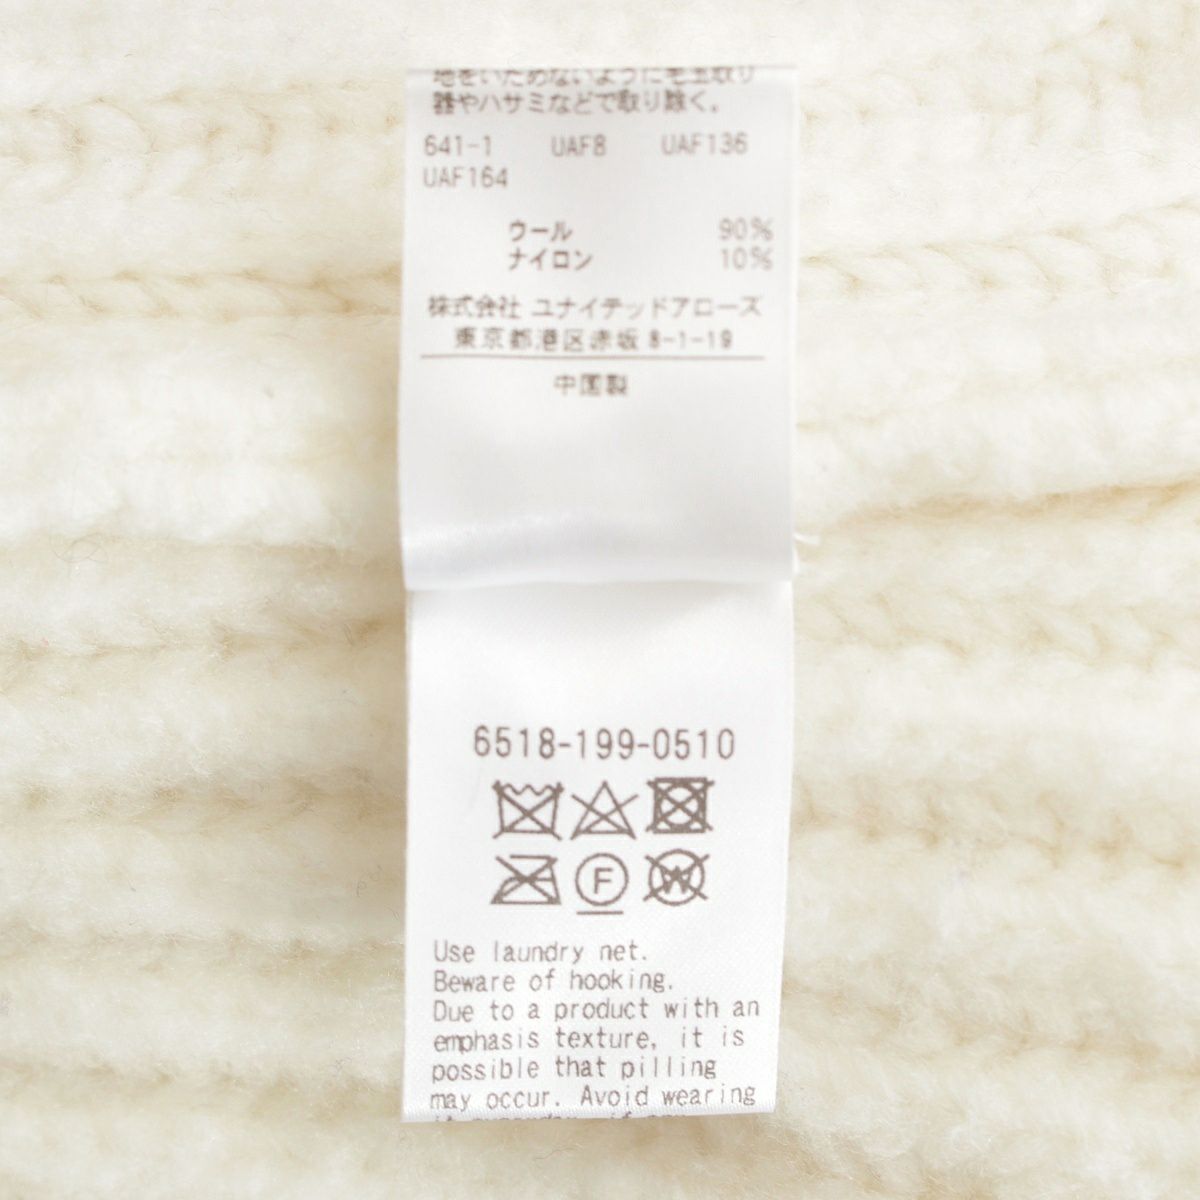 地をいためないように毛玉取り
器やハサミなどで取り除く。
641-1 UAF8 UAF136
UAF164
ウール 90%
ナイロン 10%
株式会社 ユナイテッドアローズ
東京都港区赤坂 8-1-19
中国製
6518-199-0510
F
W
Use laundry net.
Beware of hooking.
Due to a product with an
emphasis texture, it is
possible that pilling
may occur. Avoid wearing